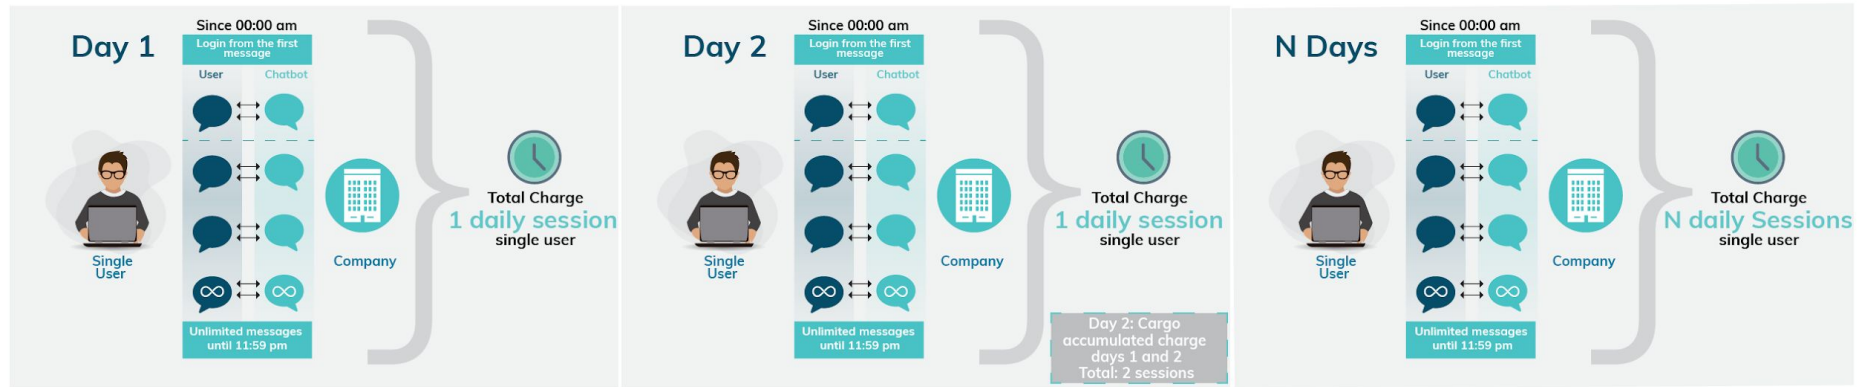 Day 1
Since 00:00 am
Login from the first
message
User
Chatbot
Single
User
Company
Unlimited messages
until 11:59 pm
Total Charge
1 daily session
single user
Day 2
Since 00:00 am
Login from the first
message
User
Chatbot
Single
User
Company
Unlimited messages
until 11:59 pm
Total Charge
1 daily session
single user
Day 2: Cargo
accumulated charge
days 1 and 2
Total: 2 sessions
N Days
Since 00:00 am
Login from the first
message
User
Chatbot
Single
User
Company
Unlimited messages
until 11:59 pm
Total Charge
N daily Sessions
single user